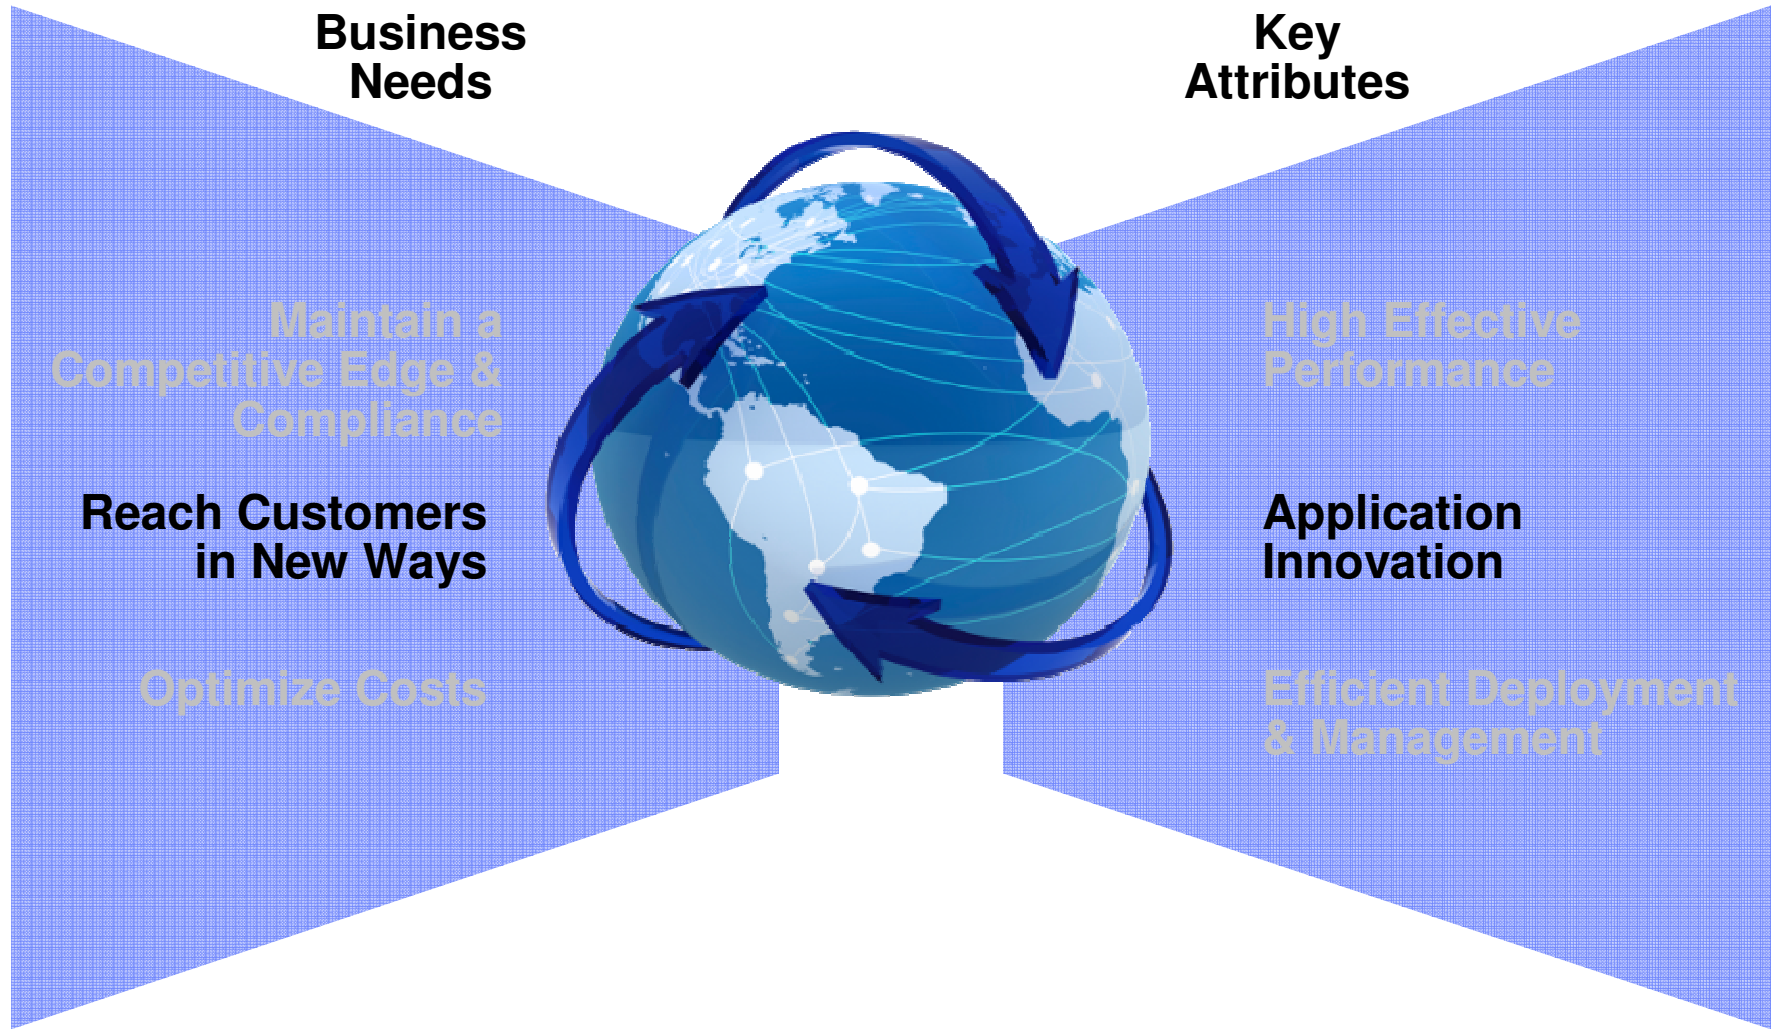 Business
Needs
Key
Attributes
Maintain a
Competitive Edge &
Compliance
High Effective
Performance
Reach Customers
in New Ways
Application
Innovation
Optimize Costs
Efficient Deployment
& Management